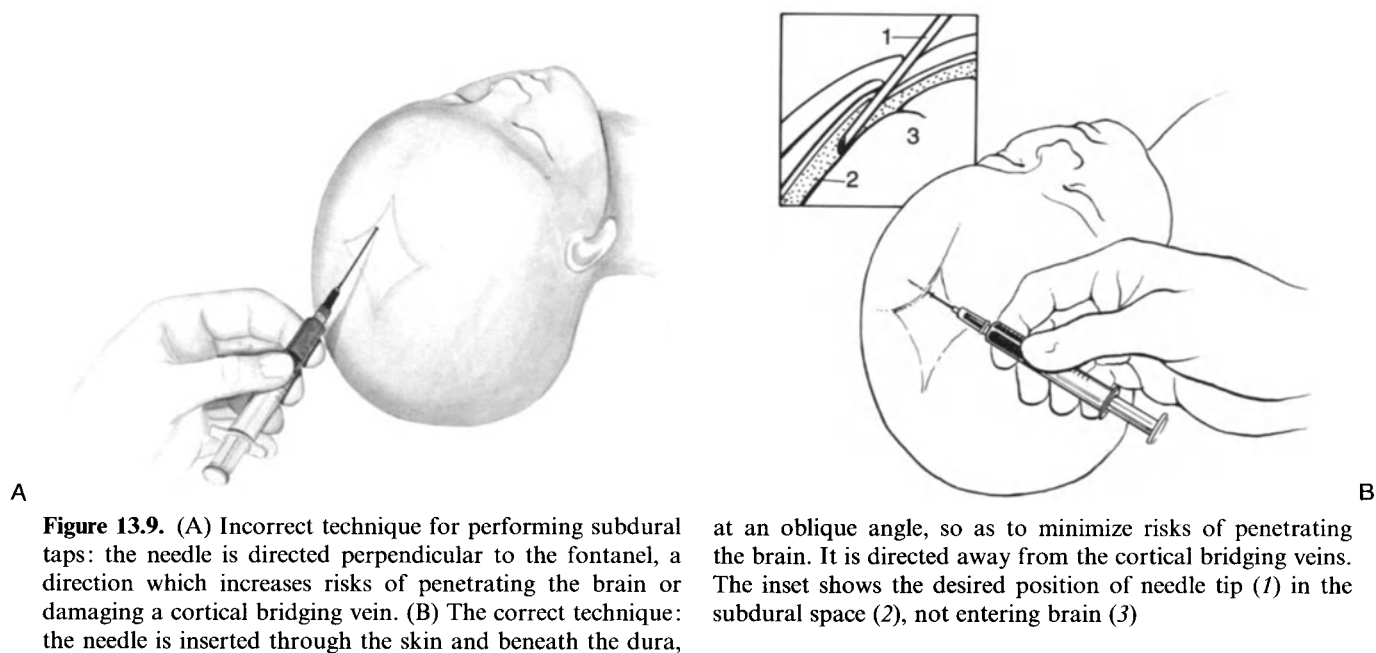 1
3
2
A
B
Figure 13.9. (A) Incorrect technique for performing subdural
taps: the needle is directed perpendicular to the fontanel, a
direction which increases risks of penetrating the brain or
damaging a cortical bridging vein. (B) The correct technique:
the needle is inserted through the skin and beneath the dura,
at an oblique angle, so as to minimize risks of penetrating
the brain. It is directed away from the cortical bridging veins.
The inset shows the desired position of needle tip (1) in the
subdural space (2), not entering brain (3)